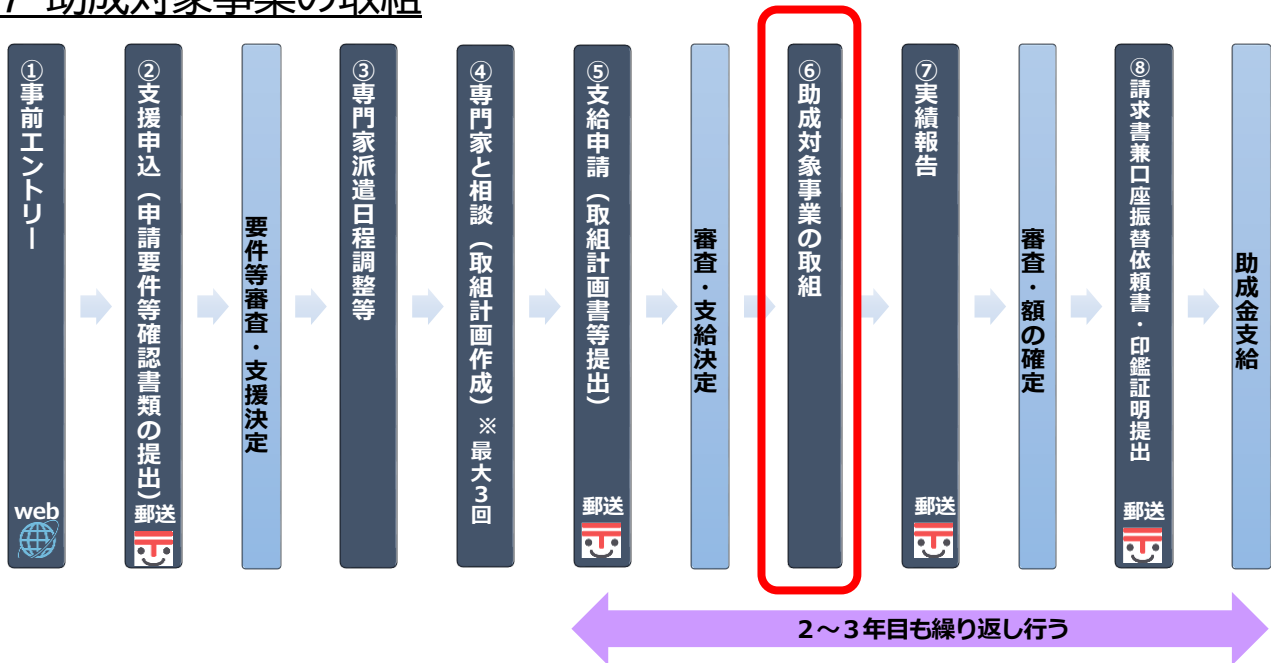 7 助成対象事業の取組
①事前エントリー
web
②支援申込（申請要件等確認書類の提出）
郵送
要件等審査・支援決定
③専門家派遣日程調整等
④専門家と相談（取組計画作成）※最大3回
⑤支給申請（取組計画書等提出）
郵送
審査・支給決定
⑥助成対象事業の取組
⑦実績報告
郵送
審査・額の確定
⑧請求書兼口座振替依頼書・印鑑証明提出
郵送
助成金支給
2～3年目も繰り返し行う